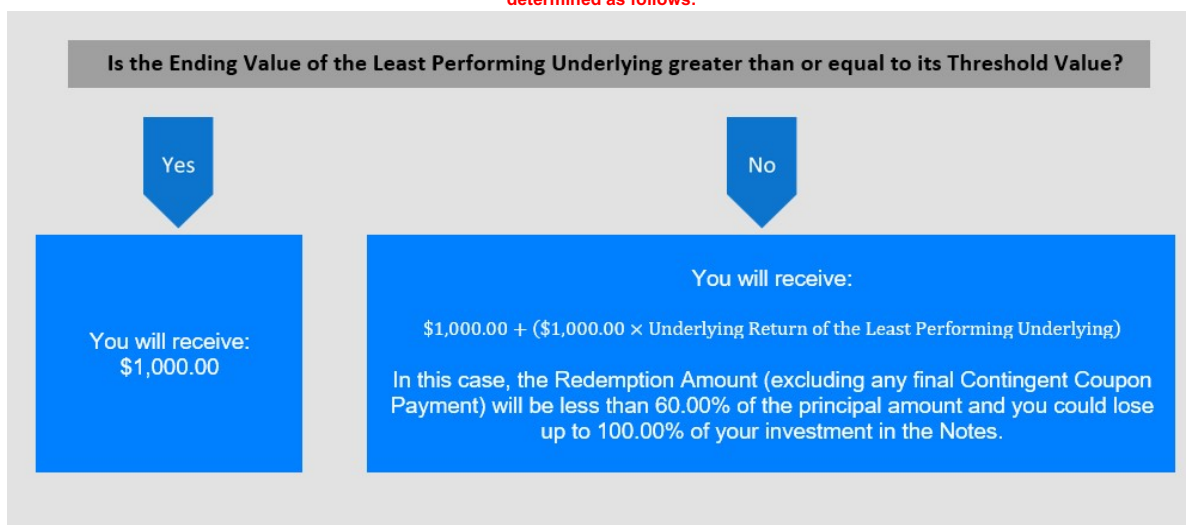 determined as follows:
Is the Ending Value of the Least Performing Underlying greater than or equal to its Threshold Value?
Yes
No
You will receive:
$1,000.00
You will receive:
$1,000.00 + ($1,000.00 × Underlying Return of the Least Performing Underlying)
In this case, the Redemption Amount (excluding any final Contingent Coupon
Payment) will be less than 60.00% of the principal amount and you could lose
up to 100.00% of your investment in the Notes.